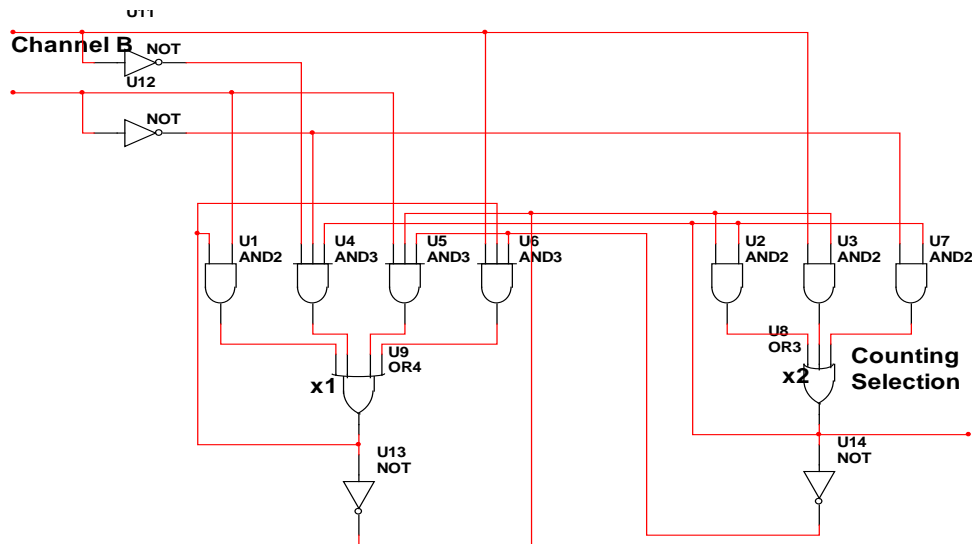 U11
Channel B
NOT
U12
NOT
U1
AND2
U4
AND3
U5
AND3
U6
AND3
U2
AND2
U3
AND2
U7
AND2
U9
OR4
x1
U8
OR3
x2
Counting
Selection
U13
NOT
U14
NOT